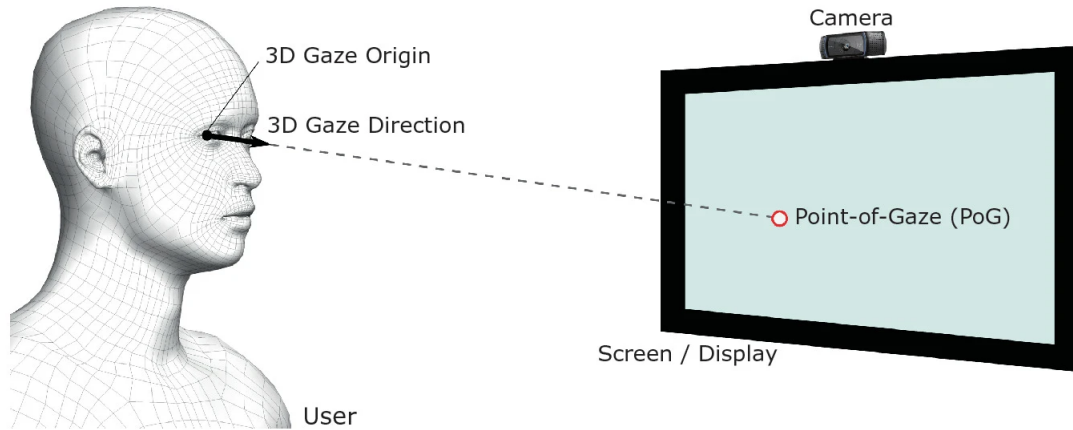 Camera
3D Gaze Origin
3D Gaze Direction
Point-of-Gaze (PoG)
Screen / Display
User